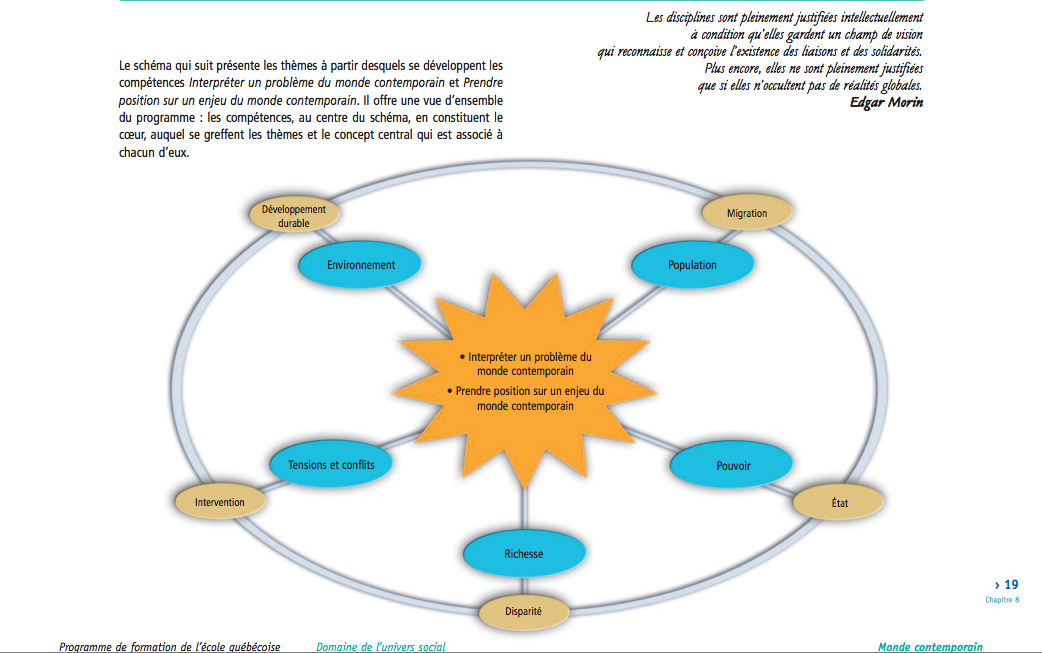 Les disciplines sont pleinement justifiées intellectuellement
à condition qu'elles gardent un champ de vision
qui reconnaisse et conçoive l'existence des liaisons et des solidarités.
Plus encore, elles ne sont pleinement justifiées
que si elles n'occultent pas de réalités globales.
Edgar Morin
Le schéma qui suit présente les thèmes à partir desquels se développent les
compétences Interpréter un problème du monde contemporain et Prendre
position sur un enjeu du monde contemporain. Il offre une vue d'ensemble
du programme : les compétences, au centre du schéma, en constituent le
cœur, auquel se greffent les thèmes et le concept central qui est associé à
chacun d'eux.
Développement
durable
Migration
Environnement
Population
• Interpréter un problème du
monde contemporain
• Prendre position sur un enjeu du
monde contemporain
Tensions et conflits
Pouvoir
Intervention
État
Richesse
Disparité
› 19
Chapitre 8
Programme de formation de l'école québécoise
Domaine de l'univers social
Monde contemporain